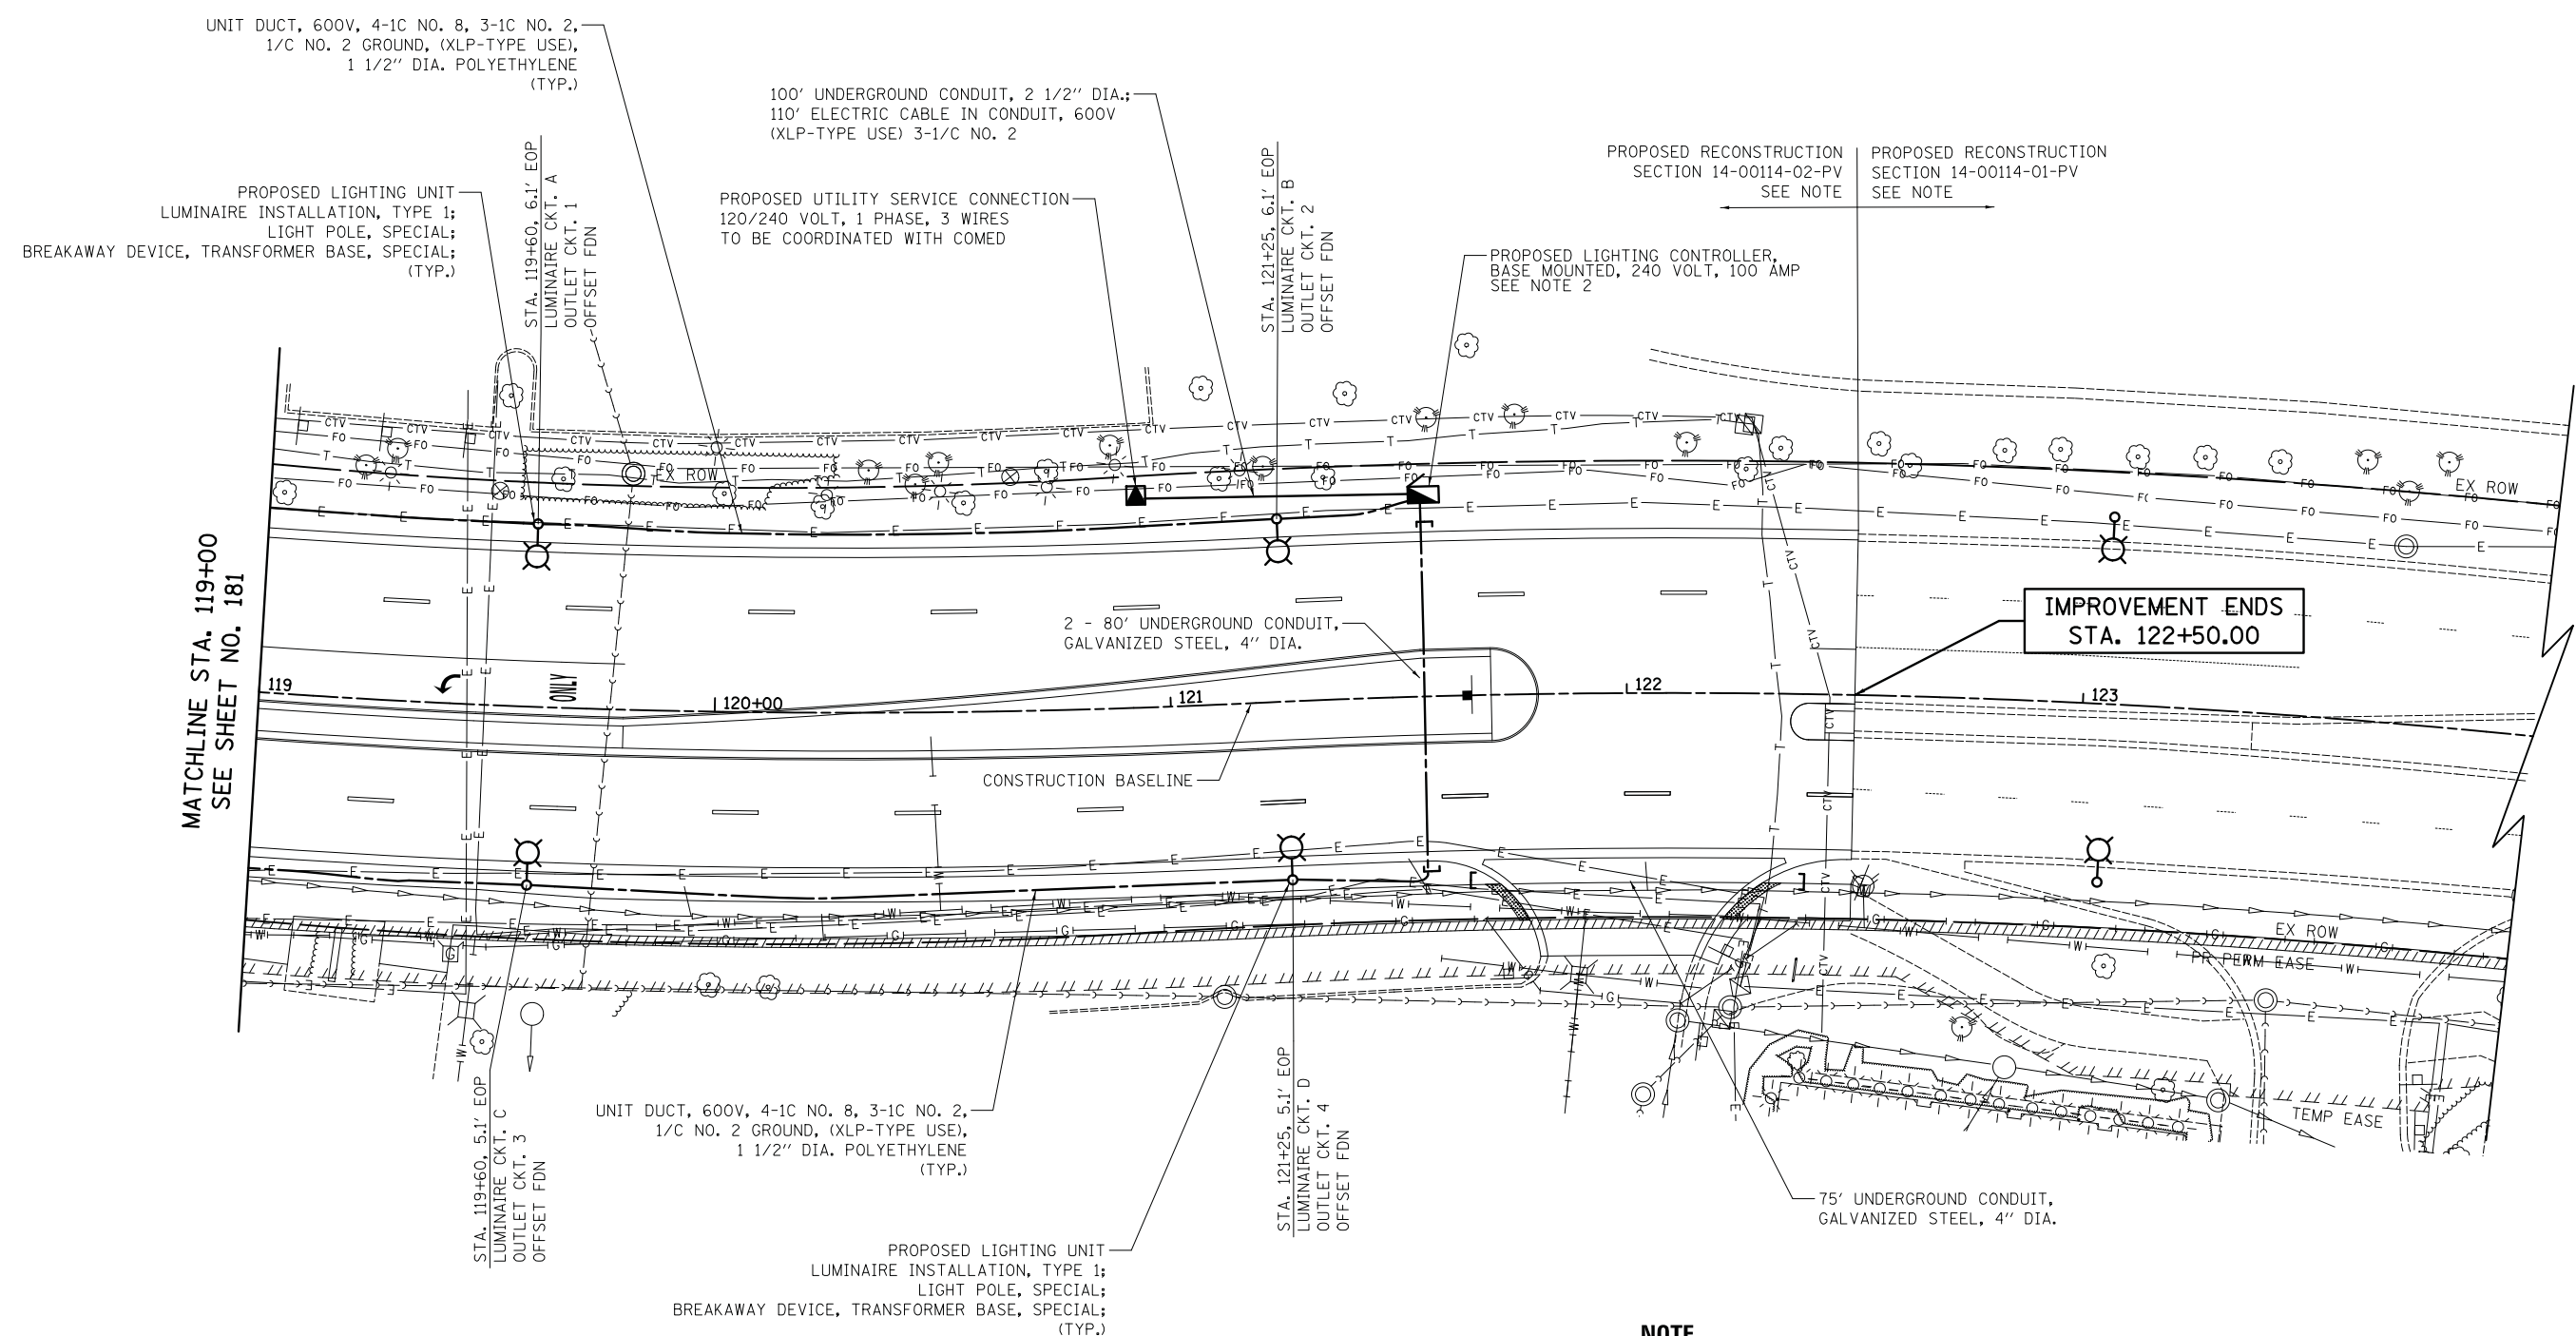 UNIT DUCT, 600V, 4-1C NO. 8, 3-1C NO. 2,
1/C NO. 2 GROUND, (XLP-TYPE USE),
1 1/2" DIA. POLYETHYLENE
(TYP.)
100' UNDERGROUND CONDUIT, 2 1/2" DIA.;
110' ELECTRIC CABLE IN CONDUIT, 600V
(XLP-TYPE USE) 3-1/C NO. 2
PROPOSED LIGHTING UNIT
LUMINAIRE INSTALLATION, TYPE 1;
LIGHT POLE, SPECIAL;
BREAKAWAY DEVICE, TRANSFORMER BASE, SPECIAL;
(TYP.)
STA. 119+60, 6.1' EOP
LUMINAIRE CKT. A
OUTLET CKT. 1
OFFSET FDN
PROPOSED UTILITY SERVICE CONNECTION
120/240 VOLT, 1 PHASE, 3 WIRES
TO BE COORDINATED WITH COMED
STA. 121+25, 6.1' EOP
LUMINAIRE CKT. B
OUTLET CKT. 2
OFFSET FDN
PROPOSED RECONSTRUCTION
SECTION 14-00114-02-PV
SEE NOTE
PROPOSED RECONSTRUCTION
SECTION 14-00114-01-PV
SEE NOTE
PROPOSED LIGHTING CONTROLLER,
BASE MOUNTED, 240 VOLT, 100 AMP
SEE NOTE 2
EX ROW
EX ROW
MATCHLINE STA. 119+00
SEE SHEET NO. 181
2 - 80' UNDERGROUND CONDUIT,
GALVANIZED STEEL, 4" DIA.
IMPROVEMENT ENDS
STA. 122+50.00
ONLY
119
120+00
121
122
123
CONSTRUCTION BASELINE
EX ROW
PR PERM EASE
TEMP EASE
STA. 119+60, 5.1' EOP
LUMINAIRE CKT. C
OUTLET CKT. 3
OFFSET FDN
UNIT DUCT, 600V, 4-1C NO. 8, 3-1C NO. 2,
1/C NO. 2 GROUND, (XLP-TYPE USE),
1 1/2" DIA. POLYETHYLENE
(TYP.)
STA. 121+25, 5.1' EOP
LUMINAIRE CKT. D
OUTLET CKT. 4
OFFSET FDN
75' UNDERGROUND CONDUIT,
GALVANIZED STEEL, 4" DIA.
PROPOSED LIGHTING UNIT
LUMINAIRE INSTALLATION, TYPE 1;
LIGHT POLE, SPECIAL;
BREAKAWAY DEVICE, TRANSFORMER BASE, SPECIAL;
(TYP.)
NOTE